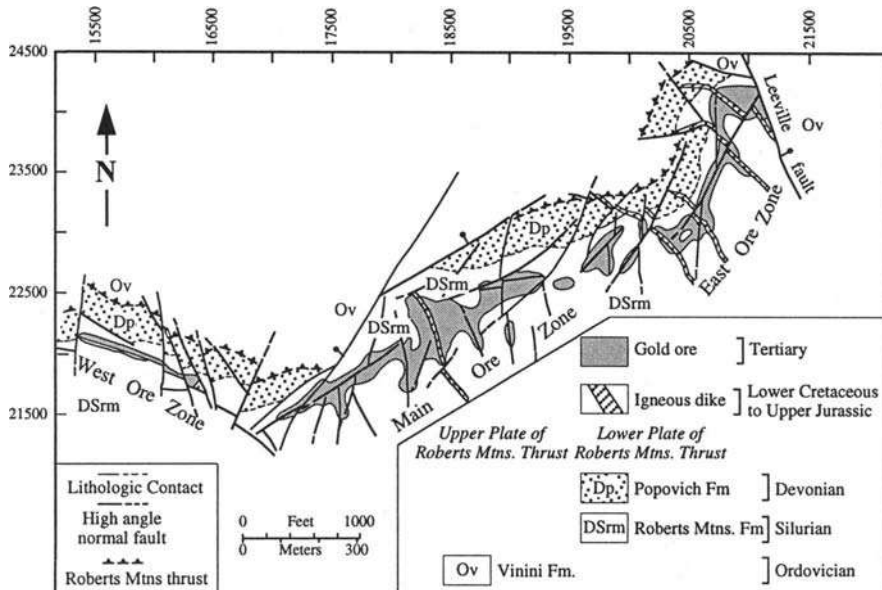 15500 16500 17500 18500 19500 20500 21500
24500
23500
22500
21500
N
Ov
Ov
Leeville
fault
Dp
DSrm
Ov
DSrm
DSrm
East Ore Zone
Ov
Dp
West Ore Zone
DSrm
Main Ore Zone
Gold ore Tertiary
Igneous dike Lower Cretaceous
to Upper Jurassic
Upper Plate of Lower Plate of
Roberts Mtns. Thrust Roberts Mtns. Thrust
Dp Popovich Fm Devonian
DSrm Roberts Mtns. Fm Silurian
Ov Vinini Fm. Ordovician
Lithologic Contact
High angle
normal fault
Roberts Mtns thrust
0 Feet 1000
0 Meters 300